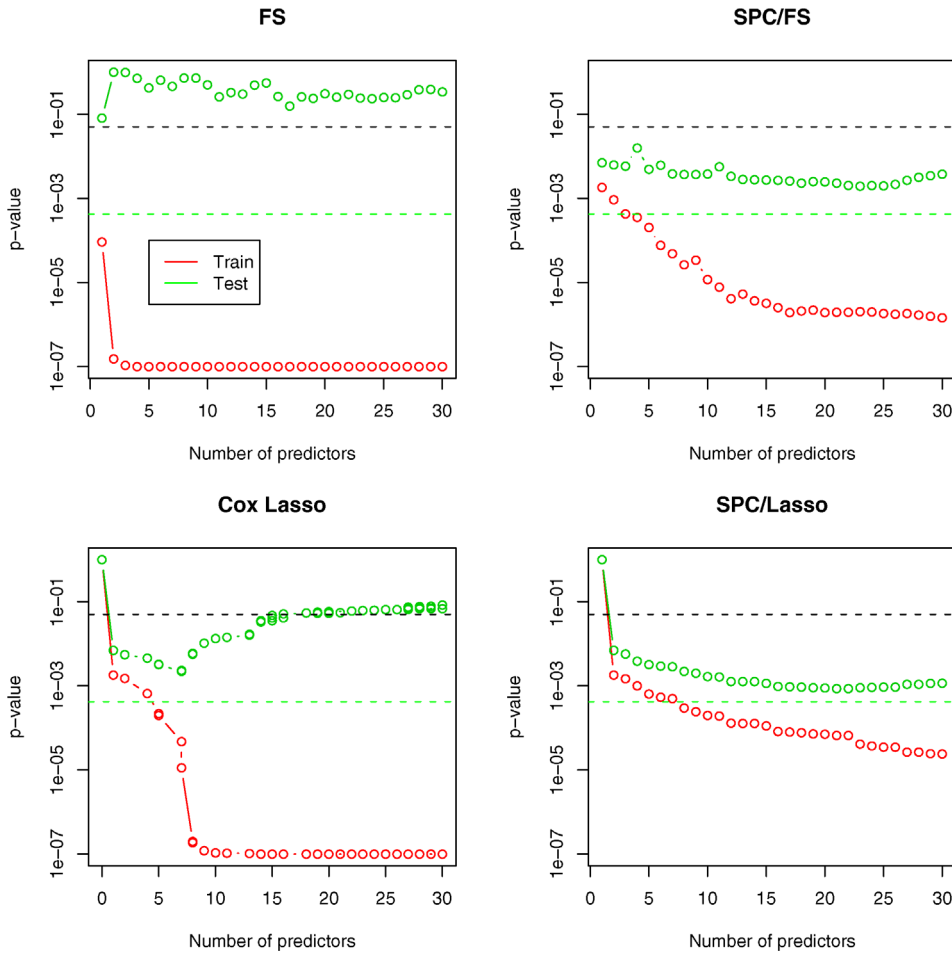 FS
p−value
1e−07 1e−05 1e−03 1e−01
Train
Test
0 5 10 15 20 25 30
Number of predictors
SPC/FS
p−value
1e−07 1e−05 1e−03 1e−01
0 5 10 15 20 25 30
Number of predictors
Cox Lasso
p−value
1e−07 1e−05 1e−03 1e−01
0 5 10 15 20 25 30
Number of predictors
SPC/Lasso
p−value
1e−07 1e−05 1e−03 1e−01
0 5 10 15 20 25 30
Number of predictors